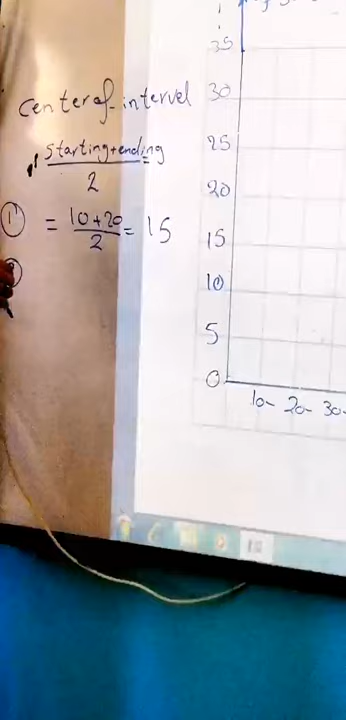 center of interval
starting+ending
2
① = 10+20 = 15
2
35
30
25
20
15
10
5
0
10- 20- 30-